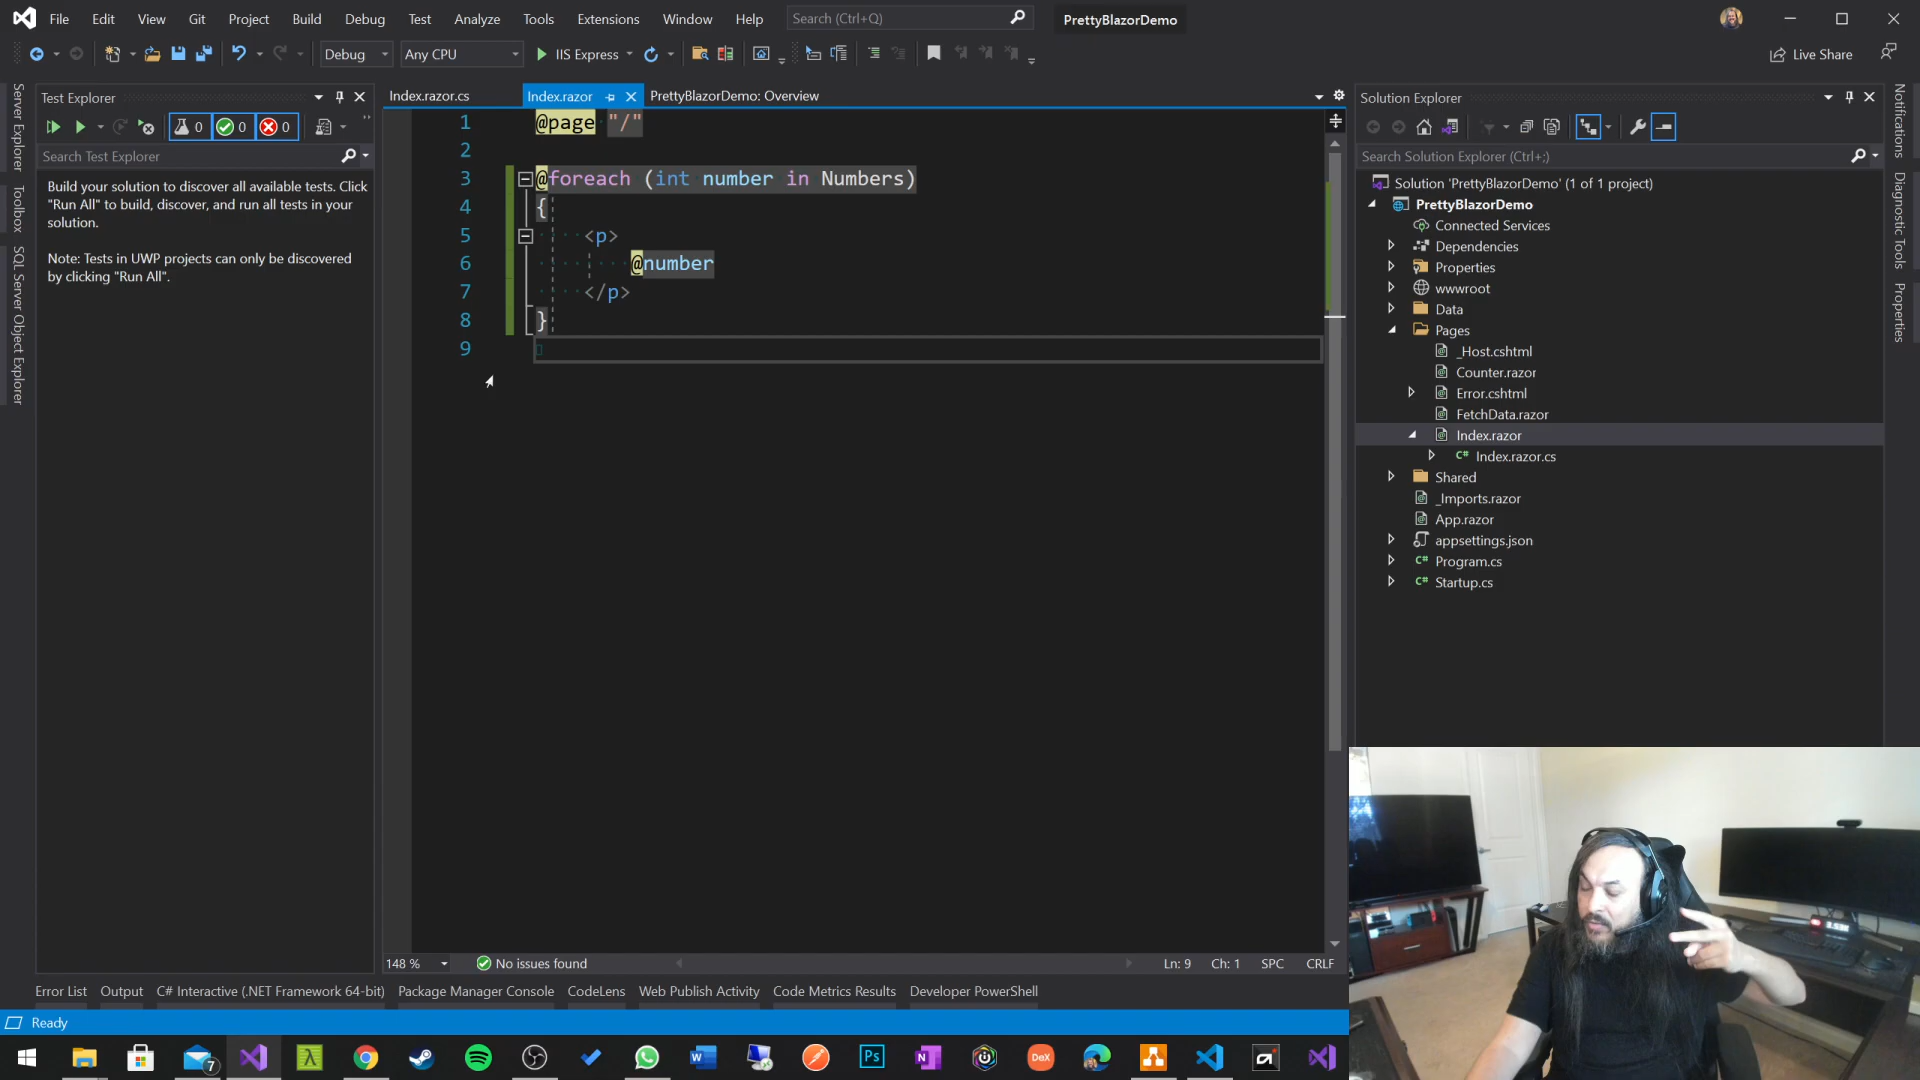 File Edit View Git Project Build Debug Test Analyze Tools Extensions Window Help Search (Ctrl+Q) PrettyBlazorDemo
Debug Any CPU IIS Express Live Share
Server Explorer
Toolbox
SQL Server Object Explorer
Test Explorer
0 0 0
Search Test Explorer
Build your solution to discover all available tests. Click
"Run All" to build, discover, and run all tests in your
solution.
Note: Tests in UWP projects can only be discovered
by clicking "Run All".
Index.razor.cs Index.razor PrettyBlazorDemo: Overview
1 @page "/"
2
3 @foreach (int number in Numbers)
4 {
5 <p>
6 @number
7 </p>
8 }
9
148 % No issues found Ln: 9 Ch: 1 SPC CRLF
Solution Explorer
Search Solution Explorer (Ctrl+;)
Solution 'PrettyBlazorDemo' (1 of 1 project)
PrettyBlazorDemo
Connected Services
Dependencies
Properties
wwwroot
Data
Pages
_Host.cshtml
Counter.razor
Error.cshtml
FetchData.razor
Index.razor
C# Index.razor.cs
Shared
_Imports.razor
App.razor
appsettings.json
C# Program.cs
C# Startup.cs
Notifications
Diagnostic Tools
Properties
Error List Output C# Interactive (.NET Framework 64-bit) Package Manager Console CodeLens Web Publish Activity Code Metrics Results Developer PowerShell
Ready
7 λ W Ps N DeX